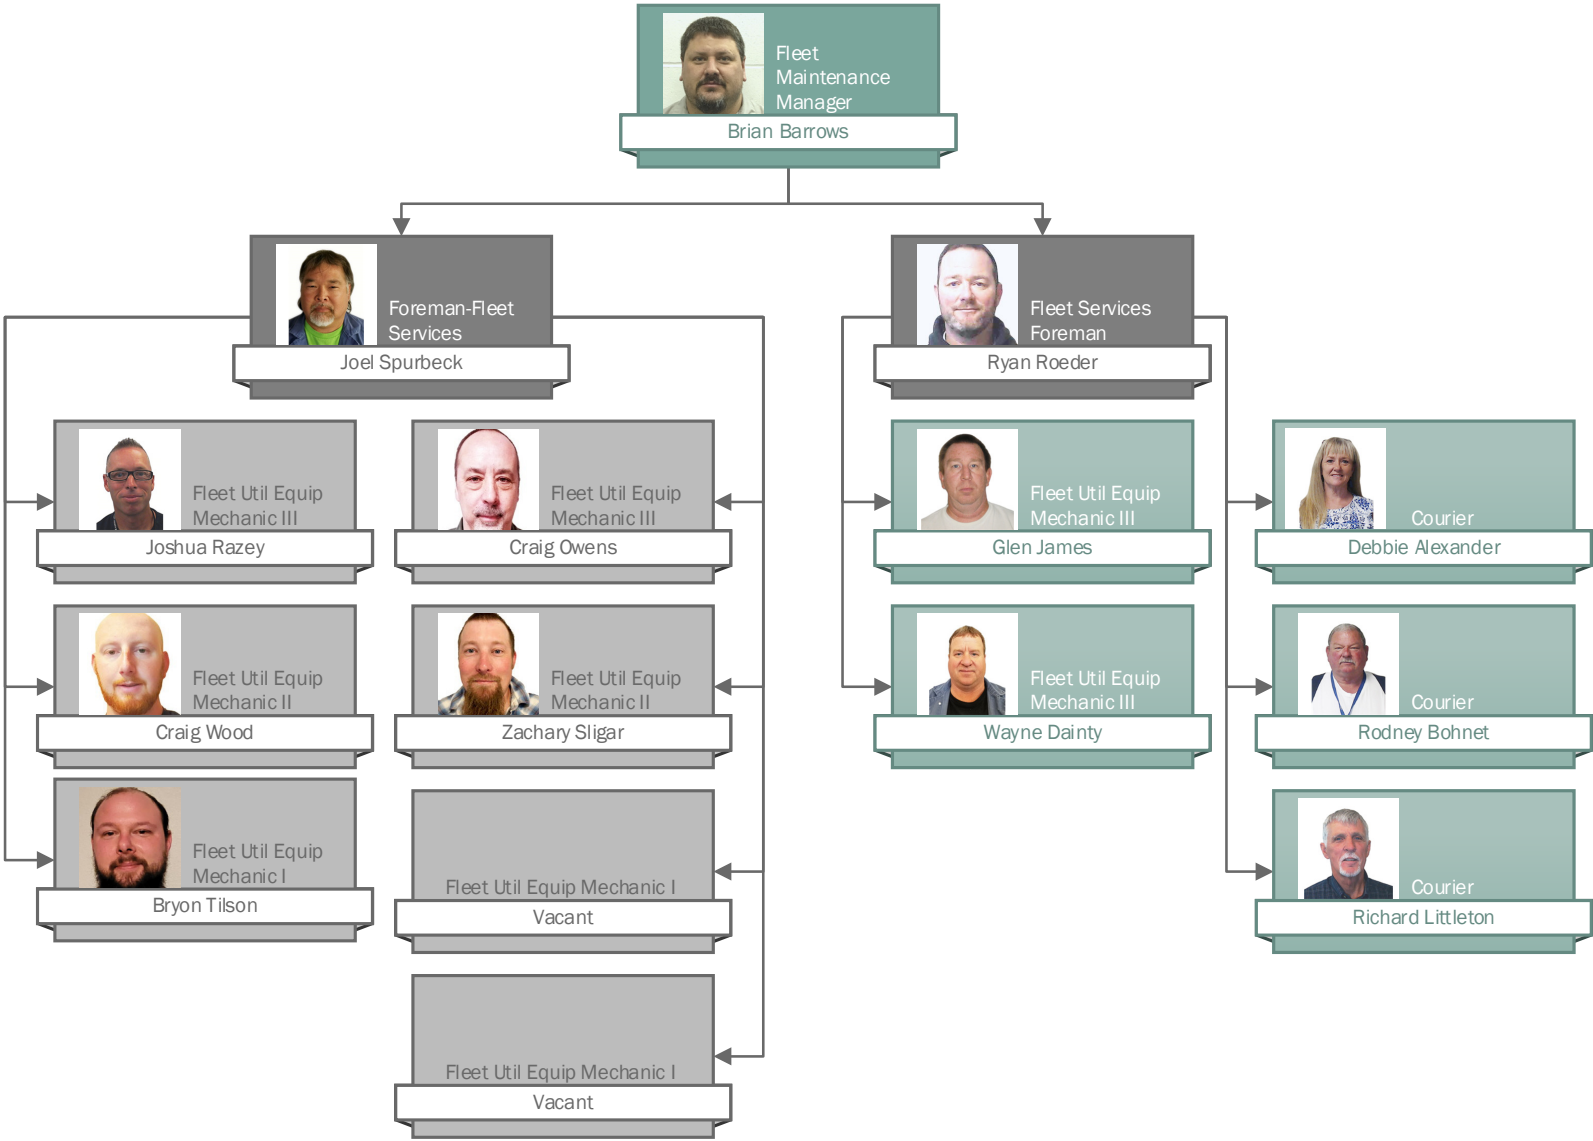 Fleet
Maintenance
Manager
Brian Barrows
Foreman-Fleet
Services
Joel Spurbeck
Fleet Services
Foreman
Ryan Roeder
Fleet Util Equip
Mechanic III
Joshua Razey
Fleet Util Equip
Mechanic III
Craig Owens
Fleet Util Equip
Mechanic III
Glen James
Courier
Debbie Alexander
Fleet Util Equip
Mechanic II
Craig Wood
Fleet Util Equip
Mechanic II
Zachary Sligar
Fleet Util Equip
Mechanic III
Wayne Dainty
Courier
Rodney Bohnet
Fleet Util Equip
Mechanic I
Bryon Tilson
Fleet Util Equip Mechanic I
Vacant
Courier
Richard Littleton
Fleet Util Equip Mechanic I
Vacant